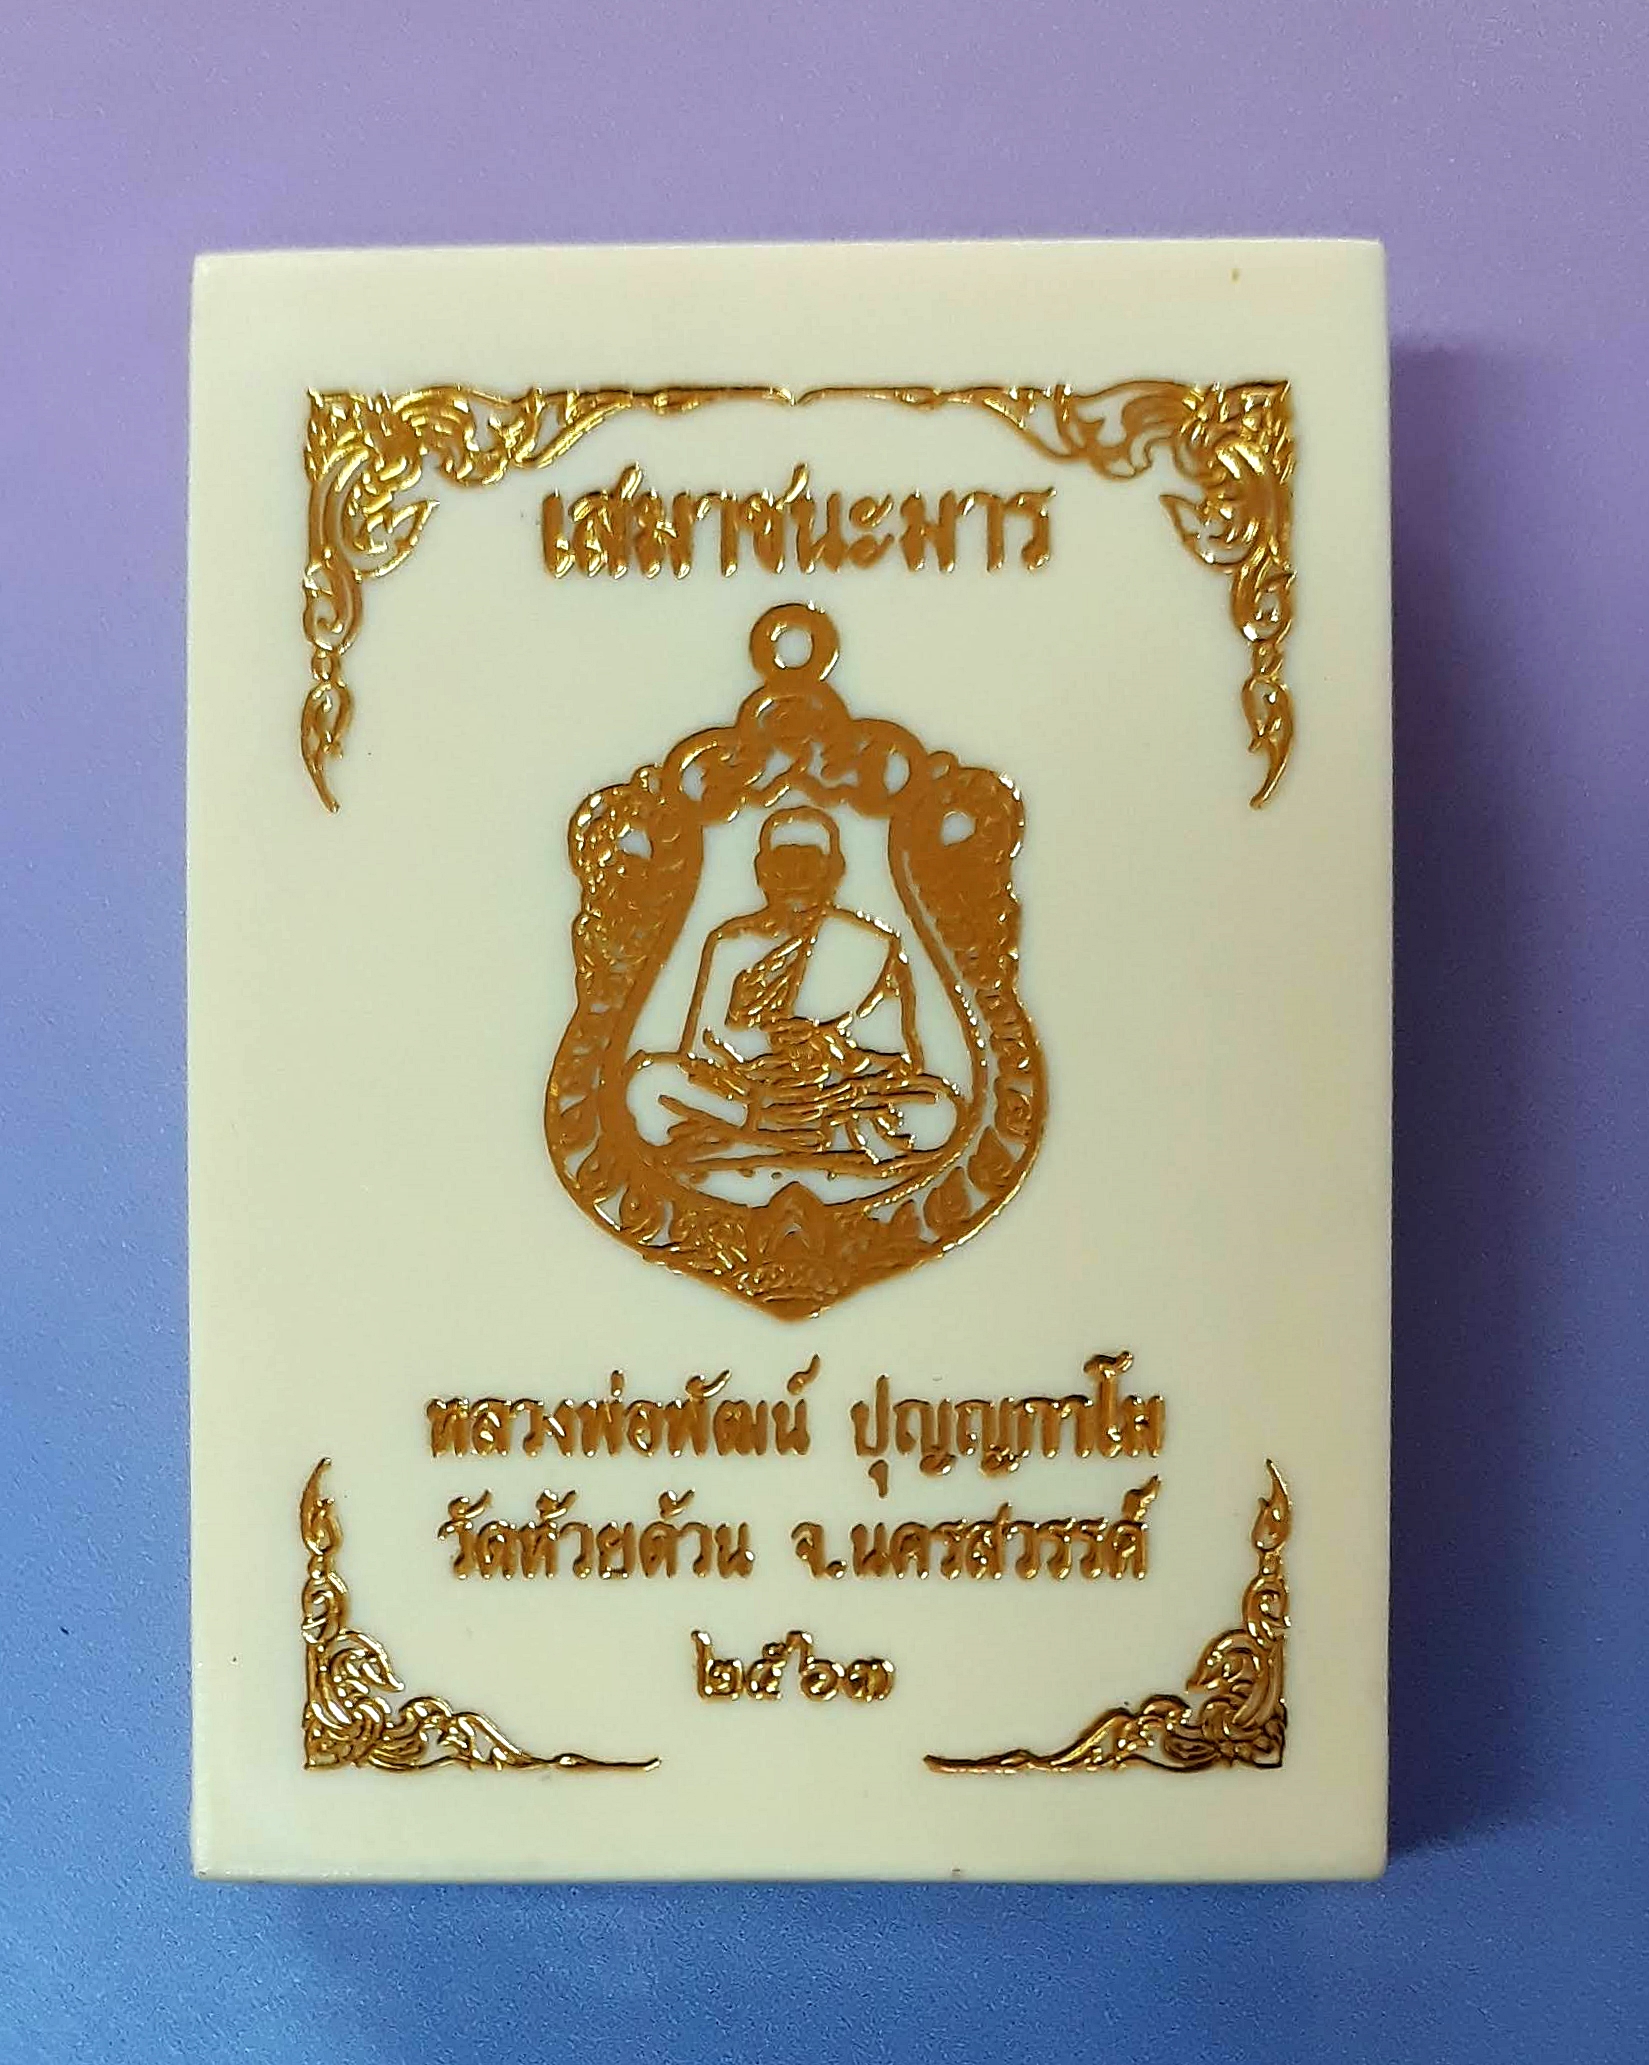 เสมาชนะมาร
หลวงพ่อพัฒน์ ปุญญกาโม
วัดห้วยด้วน จ.นครสวรรค์
๒๕๖๓